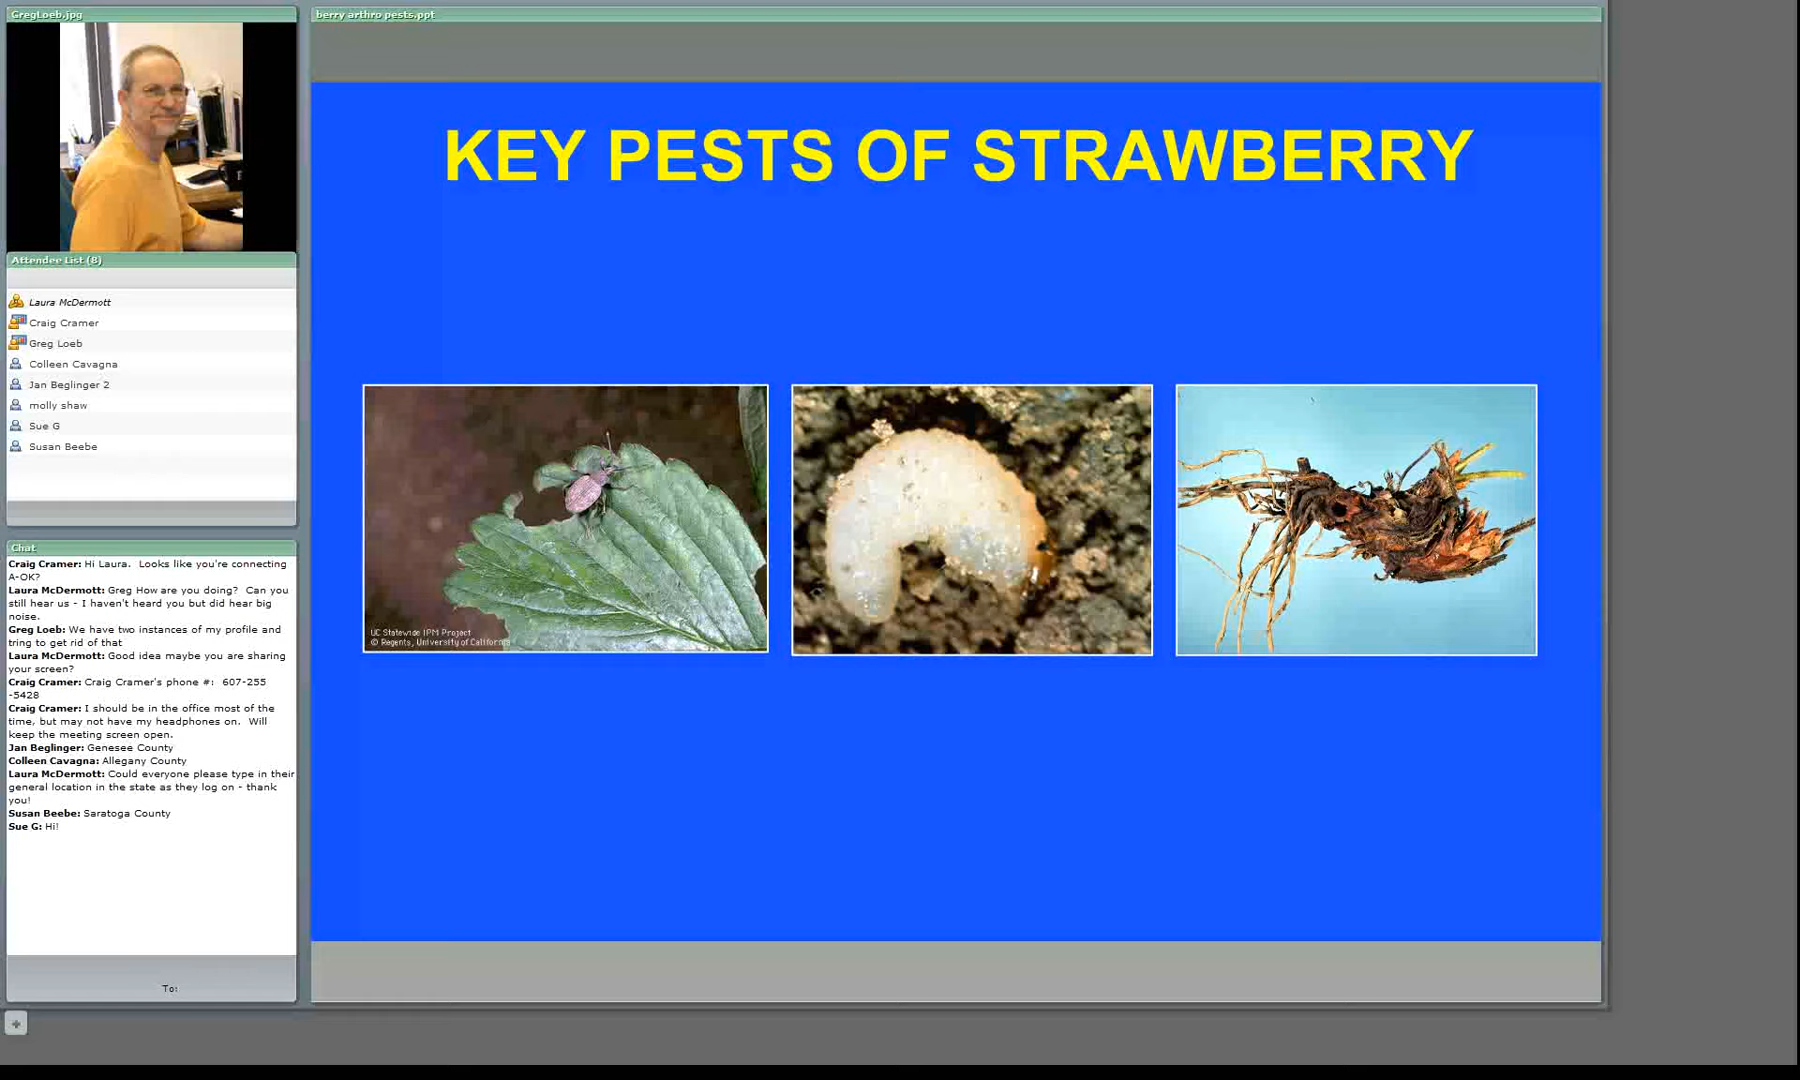 GregLoeb.jpg
berry arthro pests.ppt
KEY PESTS OF STRAWBERRY
UC Statewide IPM Project
© Regents, University of California
Attendee List (8)
Laura McDermott
Craig Cramer
Greg Loeb
Colleen Cavagna
Jan Beglinger 2
molly shaw
Sue G
Susan Beebe
Chat
Craig Cramer: Hi Laura. Looks like you're connecting
A-OK?
Laura McDermott: Greg How are you doing? Can you
still hear us - I haven't heard you but did hear big
noise.
Greg Loeb: We have two instances of my profile and
tring to get rid of that
Laura McDermott: Good idea maybe you are sharing
your screen?
Craig Cramer: Craig Cramer's phone #: 607-255
-5428
Craig Cramer: I should be in the office most of the
time, but may not have my headphones on. Will
keep the meeting screen open.
Jan Beglinger: Genesee County
Colleen Cavagna: Allegany County
Laura McDermott: Could everyone please type in their
general location in the state as they log on - thank
you!
Susan Beebe: Saratoga County
Sue G: Hi!
To: